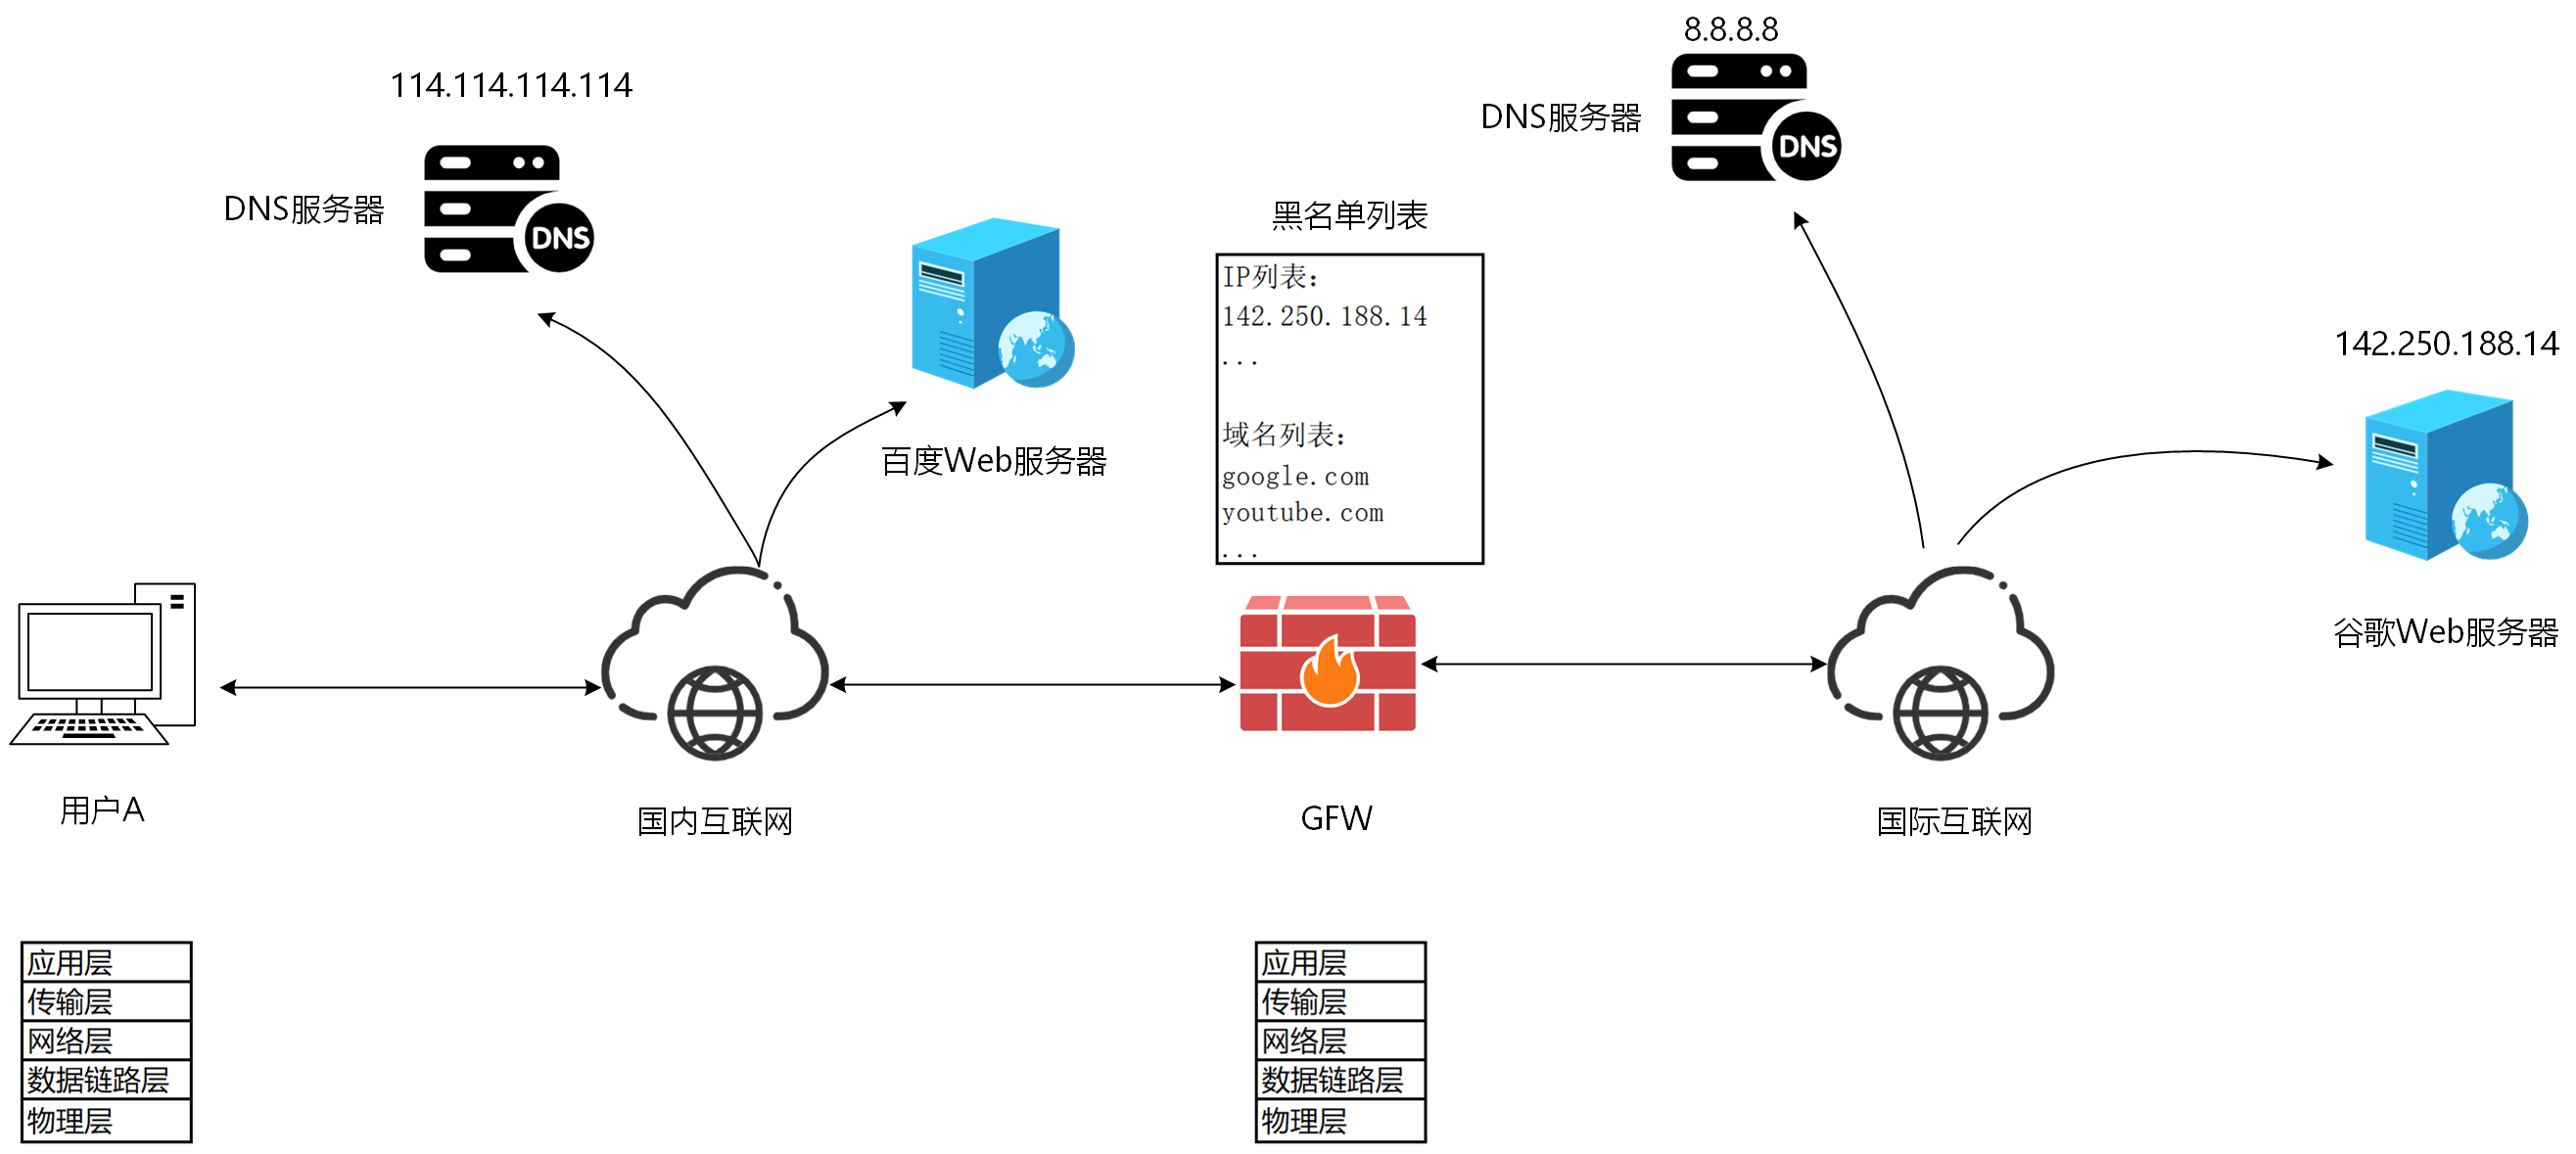 8.8.8.8
114.114.114.114
DNS服务器
DNS
DNS服务器
DNS
黑名单列表
IP列表：
142.250.188.14
...
域名列表：
google.com
youtube.com
...
142.250.188.14
百度Web服务器
谷歌Web服务器
用户A
国内互联网
GFW
国际互联网
应用层
传输层
网络层
数据链路层
物理层
应用层
传输层
网络层
数据链路层
物理层